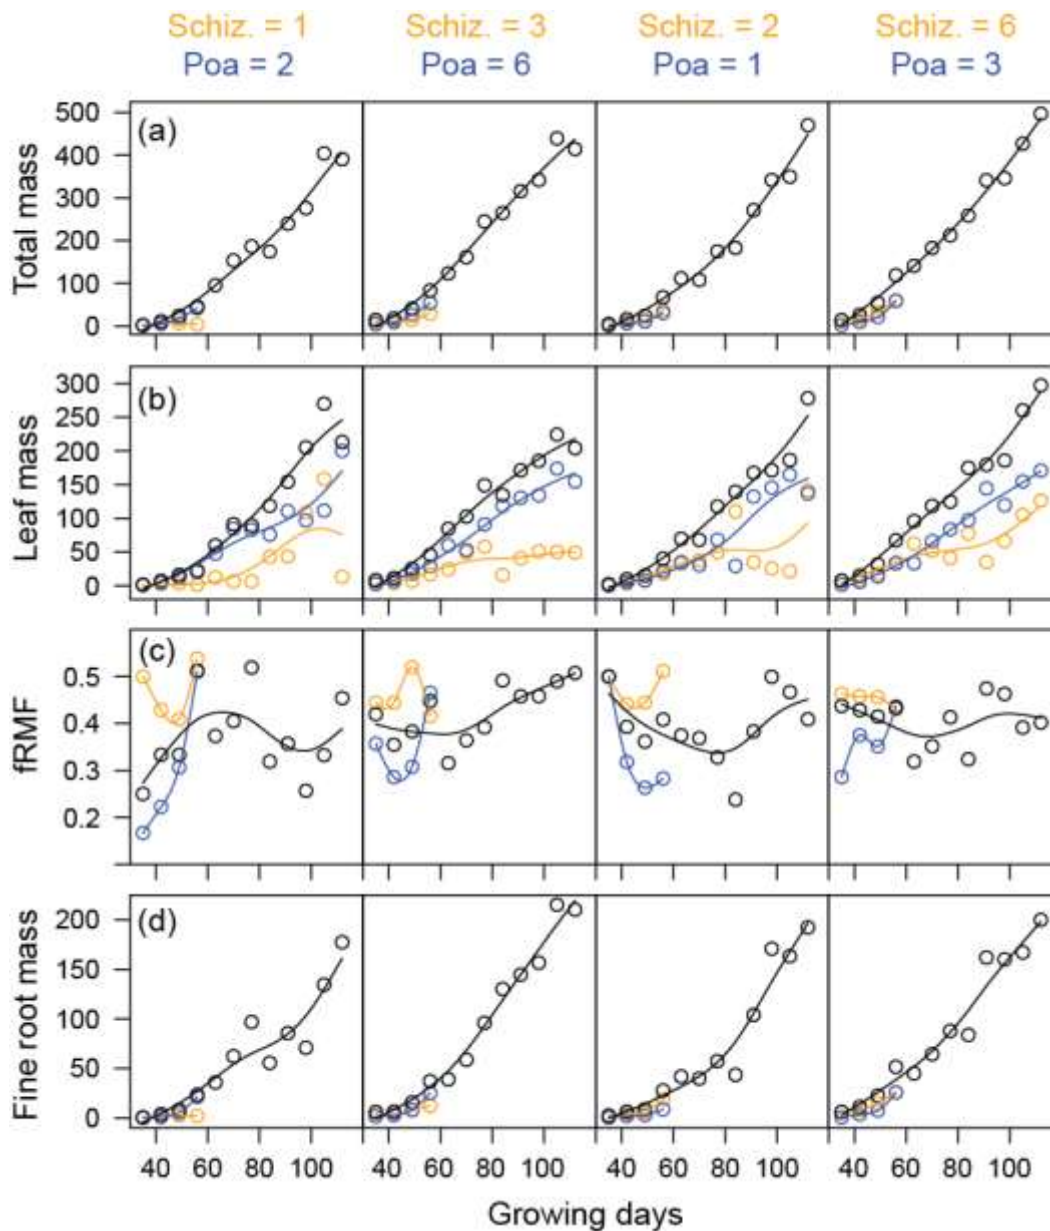 Schiz. = 1 Schiz. = 3 Schiz. = 2 Schiz. = 6
Poa = 2 Poa = 6 Poa = 1 Poa = 3
(a)
Total mass
500
400
300
200
100
0
(b)
Leaf mass
300
250
200
150
100
50
0
(c)
fRMF
0.5
0.4
0.3
0.2
(d)
Fine root mass
200
150
100
50
0
40 60 80 100 40 60 80 100 40 60 80 100 40 60 80 100
Growing days